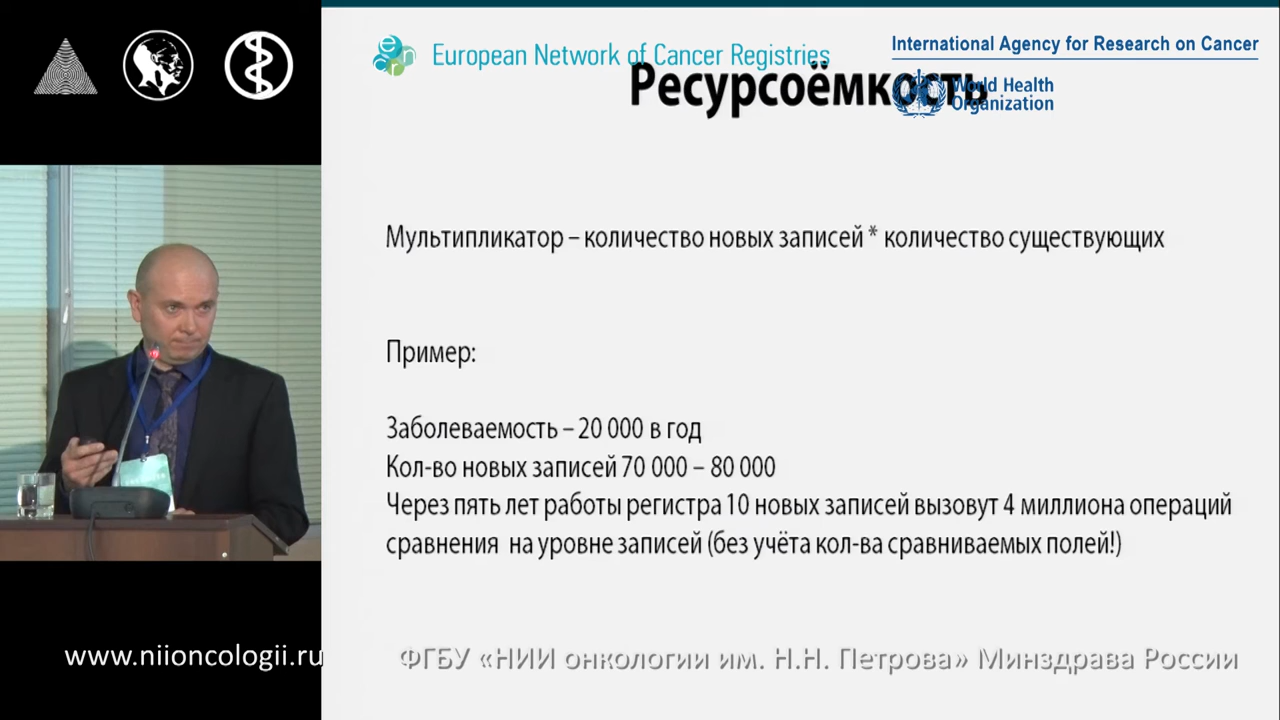 European Network of Cancer Registries
International Agency for Research on Cancer
World Health
Organization
Ресурсоёмкость
Мультипликатор – количество новых записей * количество существующих
Пример:
Заболеваемость – 20 000 в год
Кол-во новых записей 70 000 – 80 000
Через пять лет работы регистра 10 новых записей вызовут 4 миллиона операций
сравнения на уровне записей (без учёта кол-ва сравниваемых полей!)
www.niioncologii.ru
ФГБУ «НИИ онкологии им. Н.Н. Петрова» Минздрава России